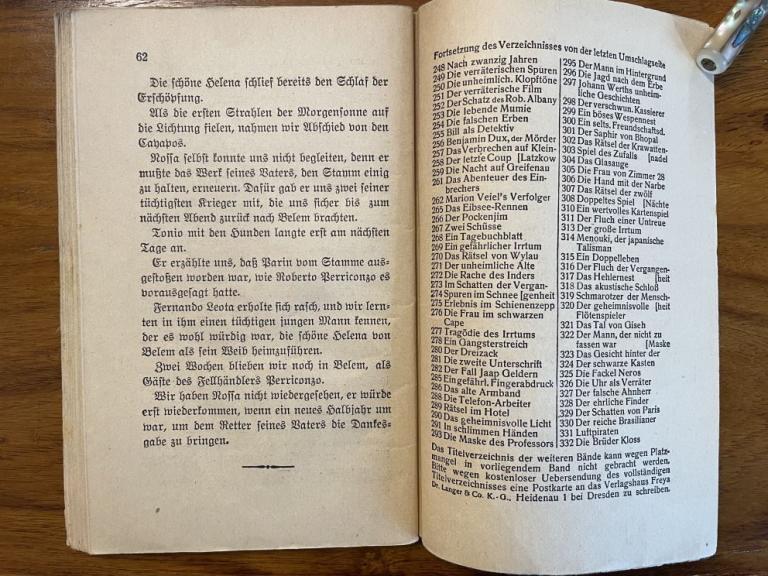 62
Die schöne Helena schlief bereits den Schlaf der
Erschöpfung.
Als die ersten Strahlen der Morgensonne auf
die Lichtung fielen, nahmen wir Abschied von den
Cayapos.
Nossa selbst konnte uns nicht begleiten, denn er
mußte das Werk seines Vaters, den Stamm einig
zu halten, erneuern. Dafür gab er uns zwei seiner
tüchtigsten Krieger mit, die uns sicher bis zum
nächsten Abend zurück nach Belem brachten.
Tonio mit den Hunden langte erst am nächsten
Tage an.
Er erzählte uns, daß Parin vom Stamme aus-
gestoßen worden war, wie Roberto Perriconzo es
vorausgesagt hatte.
Fernando Leota erholte sich rasch, und wir lern-
ten in ihm einen tüchtigen jungen Mann kennen,
der es wohl würdig war, die schöne Helena von
Belem als sein Weib heimzuführen.
Zwei Wochen blieben wir noch in Belem, als
Gäste des Fellhändlers Perriconzo.
Wir haben Nossa nicht wiedergesehen, er würde
erst wiederkommen, wenn ein neues Halbjahr um
war, um dem Retter seines Vaters die Dankes-
gabe zu bringen.
Fortsetzung des Verzeichnisses von der letzten Umschlagseite
248 Nach zwanzig Jahren
249 Die verräterischen Spuren
250 Die unheimlich. Klopftöne
251 Der verräterische Film
252 Der Schatz des Rob. Albany
253 Die lebende Mumie
254 Die falschen Erben
255 Bill als Detektiv
256 Benjamin Dux, der Mörder
257 Das Verbrechen auf Klein-
258 Der letzte Coup [Latzkow
259 Die Nacht auf Greifenau
261 Das Abenteuer des Ein-
brechers
262 Marion Veiel's Verfolger
265 Das Eibsee-Rennen
266 Der Pockenjim
267 Zwei Schüsse
268 Ein Tagebuchblatt
269 Ein gefährlicher Irrtum
270 Das Rätsel von Wylau
271 Der unheimliche Alte
272 Die Rache des Inders
273 Im Schatten der Vergan-
274 Spuren im Schnee [genheit
275 Erlebnis im Schienenzepp
276 Die Frau im schwarzen
Cape
277 Tragödie des Irrtums
278 Ein Gangsterstreich
280 Der Dreizack
281 Die zweite Unterschrift
282 Der Fall Jaap Geldern
285 Ein gefährl. Fingerabdruck
286 Das alte Armband
288 Die Telefon-Arbeiter
289 Rätsel im Hotel
290 Das geheimnisvolle Licht
291 In schlimmen Händen
293 Die Maske des Professors
295 Der Mann im Hintergrund
296 Die Jagd nach dem Erbe
297 Johann Werths unheim-
liche Geschichten
298 Der verschwun. Kassierer
299 Ein böses Wespennest
300 Ein selts. Freundschaftsd.
301 Der Saphir von Bhopal
302 Das Rätsel der Krawatten-
303 Spiel des Zufalls [nadel
304 Das Glasauge
305 Die Frau von Zimmer 28
306 Die Hand mit der Narbe
307 Das Rätsel der zwölf
308 Doppeltes Spiel [Nächte
310 Ein wertvolles Kartenspiel
311 Der Fluch einer Untreue
313 Der große Irrtum
314 Menouki, der japanische
Talisman
315 Ein Doppelleben
316 Der Fluch der Vergangen-
317 Das Hehlernest [heit
318 Das akustische Schloß
319 Schmarotzer der Mensch-
320 Der geheimnisvolle [heit
Flötenspieler
321 Das Tal von Giseh
322 Der Mann, der nicht zu
fassen war [Maske
323 Das Gesicht hinter der
324 Der schwarze Kasten
325 Die Fackel Neros
326 Die Uhr als Verräter
327 Der falsche Ahnherr
328 Der ehrliche Finder
329 Der Schatten von Paris
330 Der reiche Brasilianer
331 Luftpiraten
332 Die Brüder Kloss
Das Titelverzeichnis der weiteren Bände kann wegen Platz-
mangel in vorliegendem Band nicht gebracht werden.
Bitte wegen kostenloser Uebersendung des vollständigen
Titelverzeichnisses eine Postkarte an das Verlagshaus Freya
Dr. Langer & Co. K.-G., Heidenau 1 bei Dresden zu schreiben.